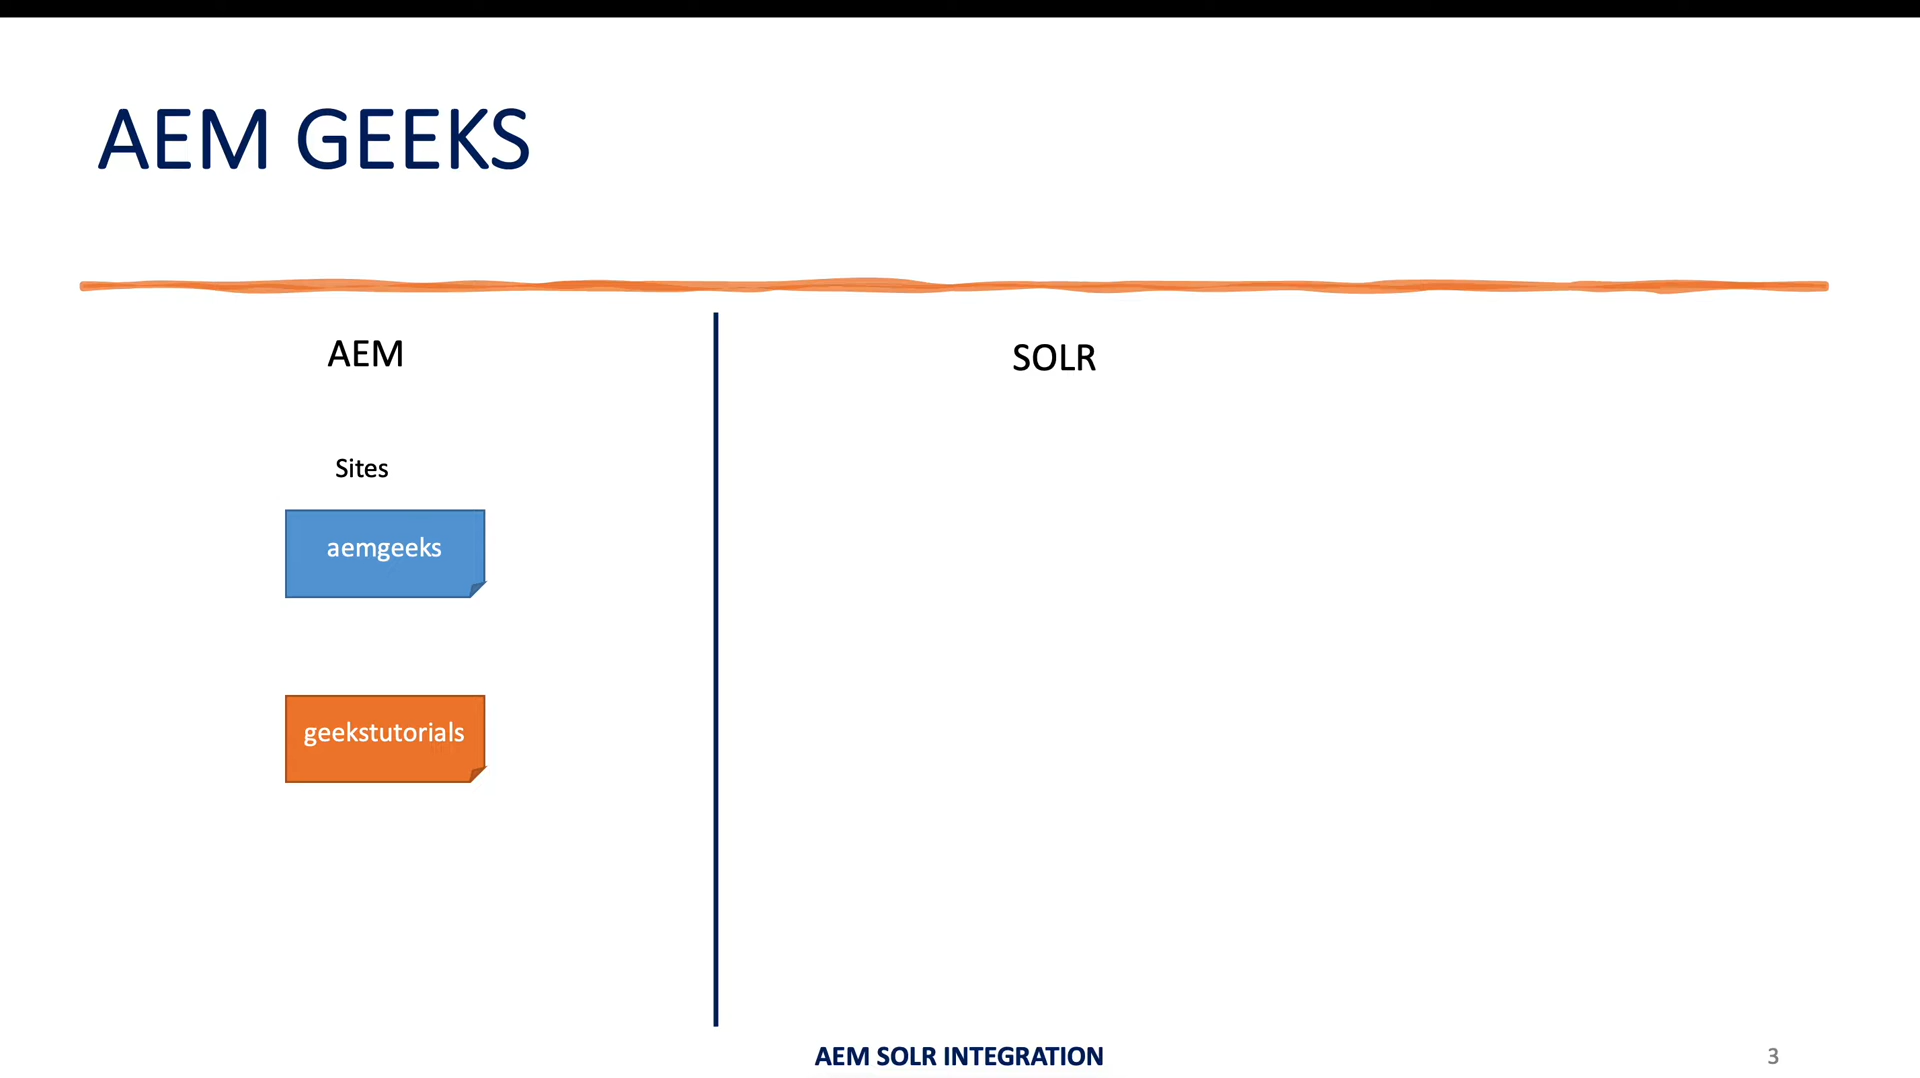 AEM GEEKS
AEM
SOLR
Sites
aemgeeks
geekstutorials
AEM SOLR INTEGRATION
3